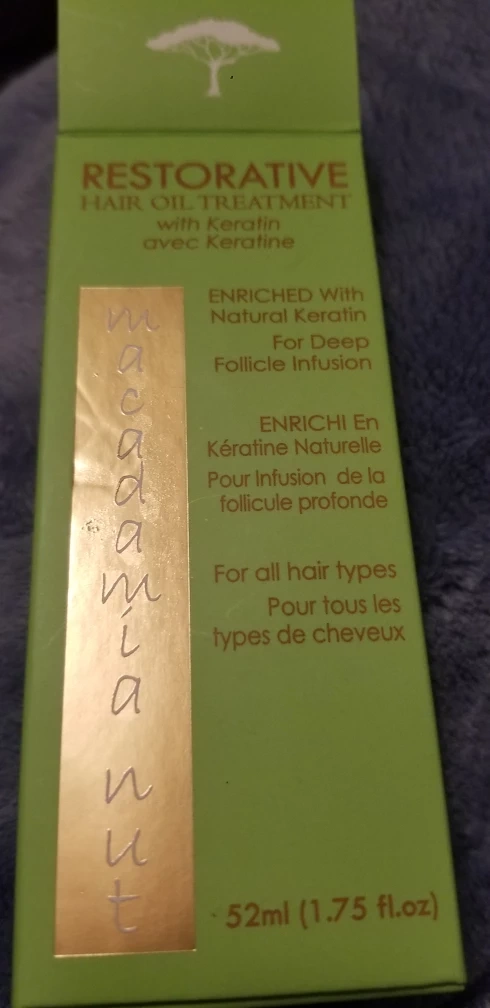 RESTORATIVE
HAIR OIL TREATMENT
with Keratin
avec Keratine
macadamia nut
ENRICHED With
Natural Keratin
For Deep
Follicle Infusion
ENRICHI En
Kératine Naturelle
Pour Infusion de la
follicule profonde
For all hair types
Pour tous les
types de cheveux
52ml (1.75 fl.oz)